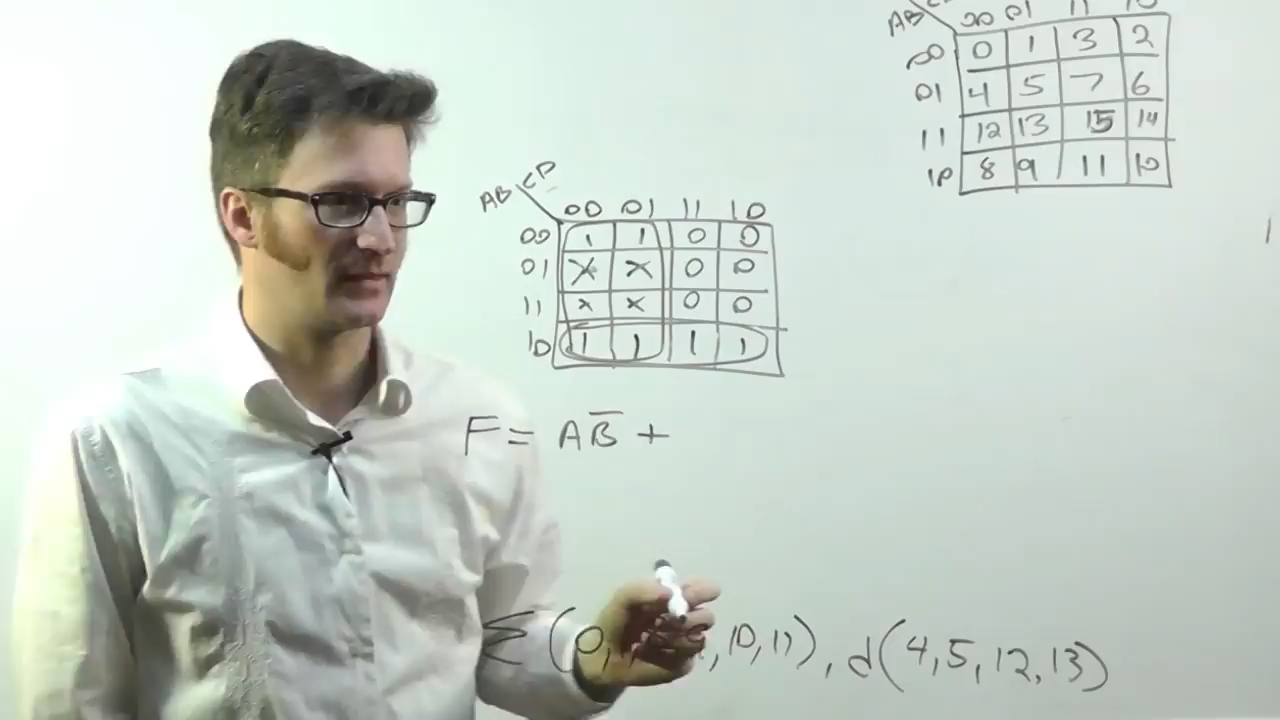 AB CD
00 01 11 10
00 0 1 3 2
01 4 5 7 6
11 12 13 15 14
10 8 9 11 10
AB CD
00 01 11 10
00 1 1 0 0
01 X X 0 0
11 X X 0 0
10 1 1 1 1
F = AB̅ +
Σ(0, , 10, 11), d(4, 5, 12, 13)